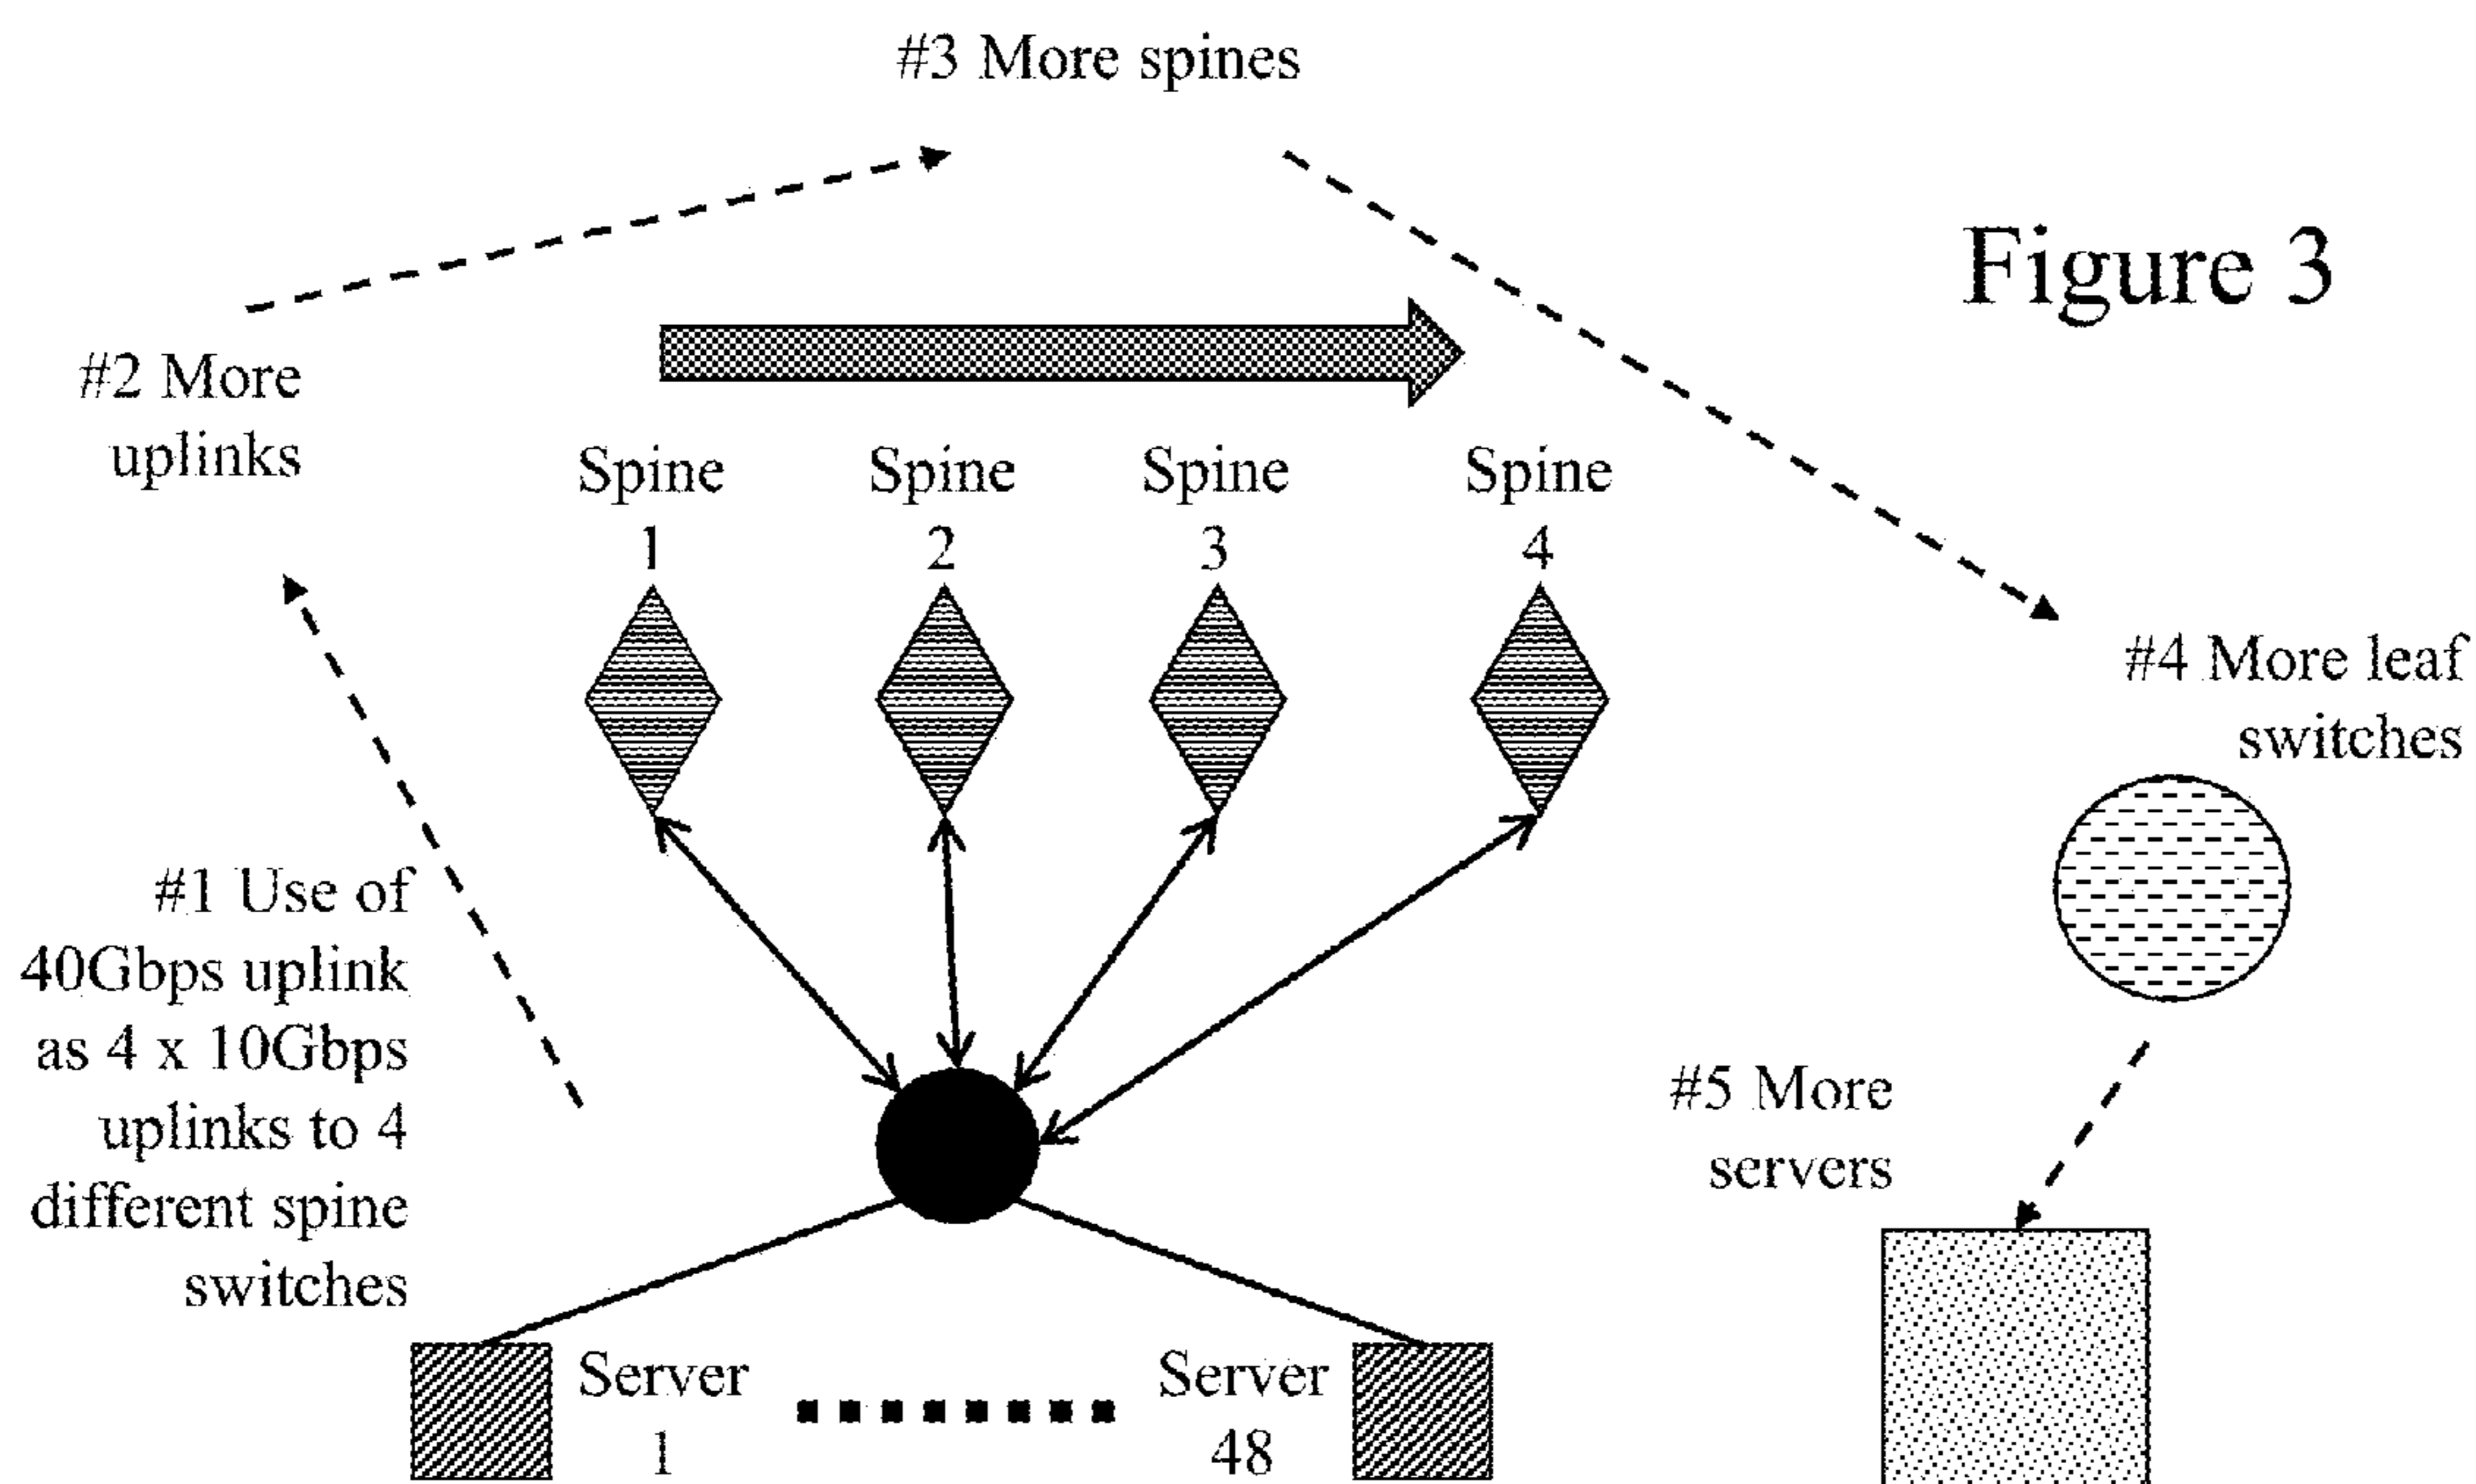 #3 More spines
Figure 3
#2 More
uplinks
Spine
1
Spine
2
Spine
3
Spine
4
#4 More leaf
switches
#1 Use of
40Gbps uplink
as 4 x 10Gbps
uplinks to 4
different spine
switches
#5 More
servers
Server
1
Server
48